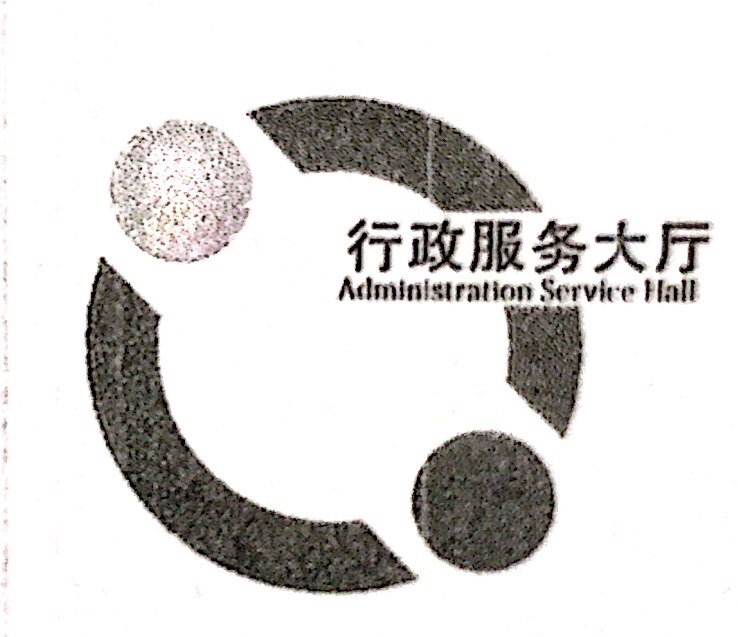 行政服务大厅
Administration Service Hall